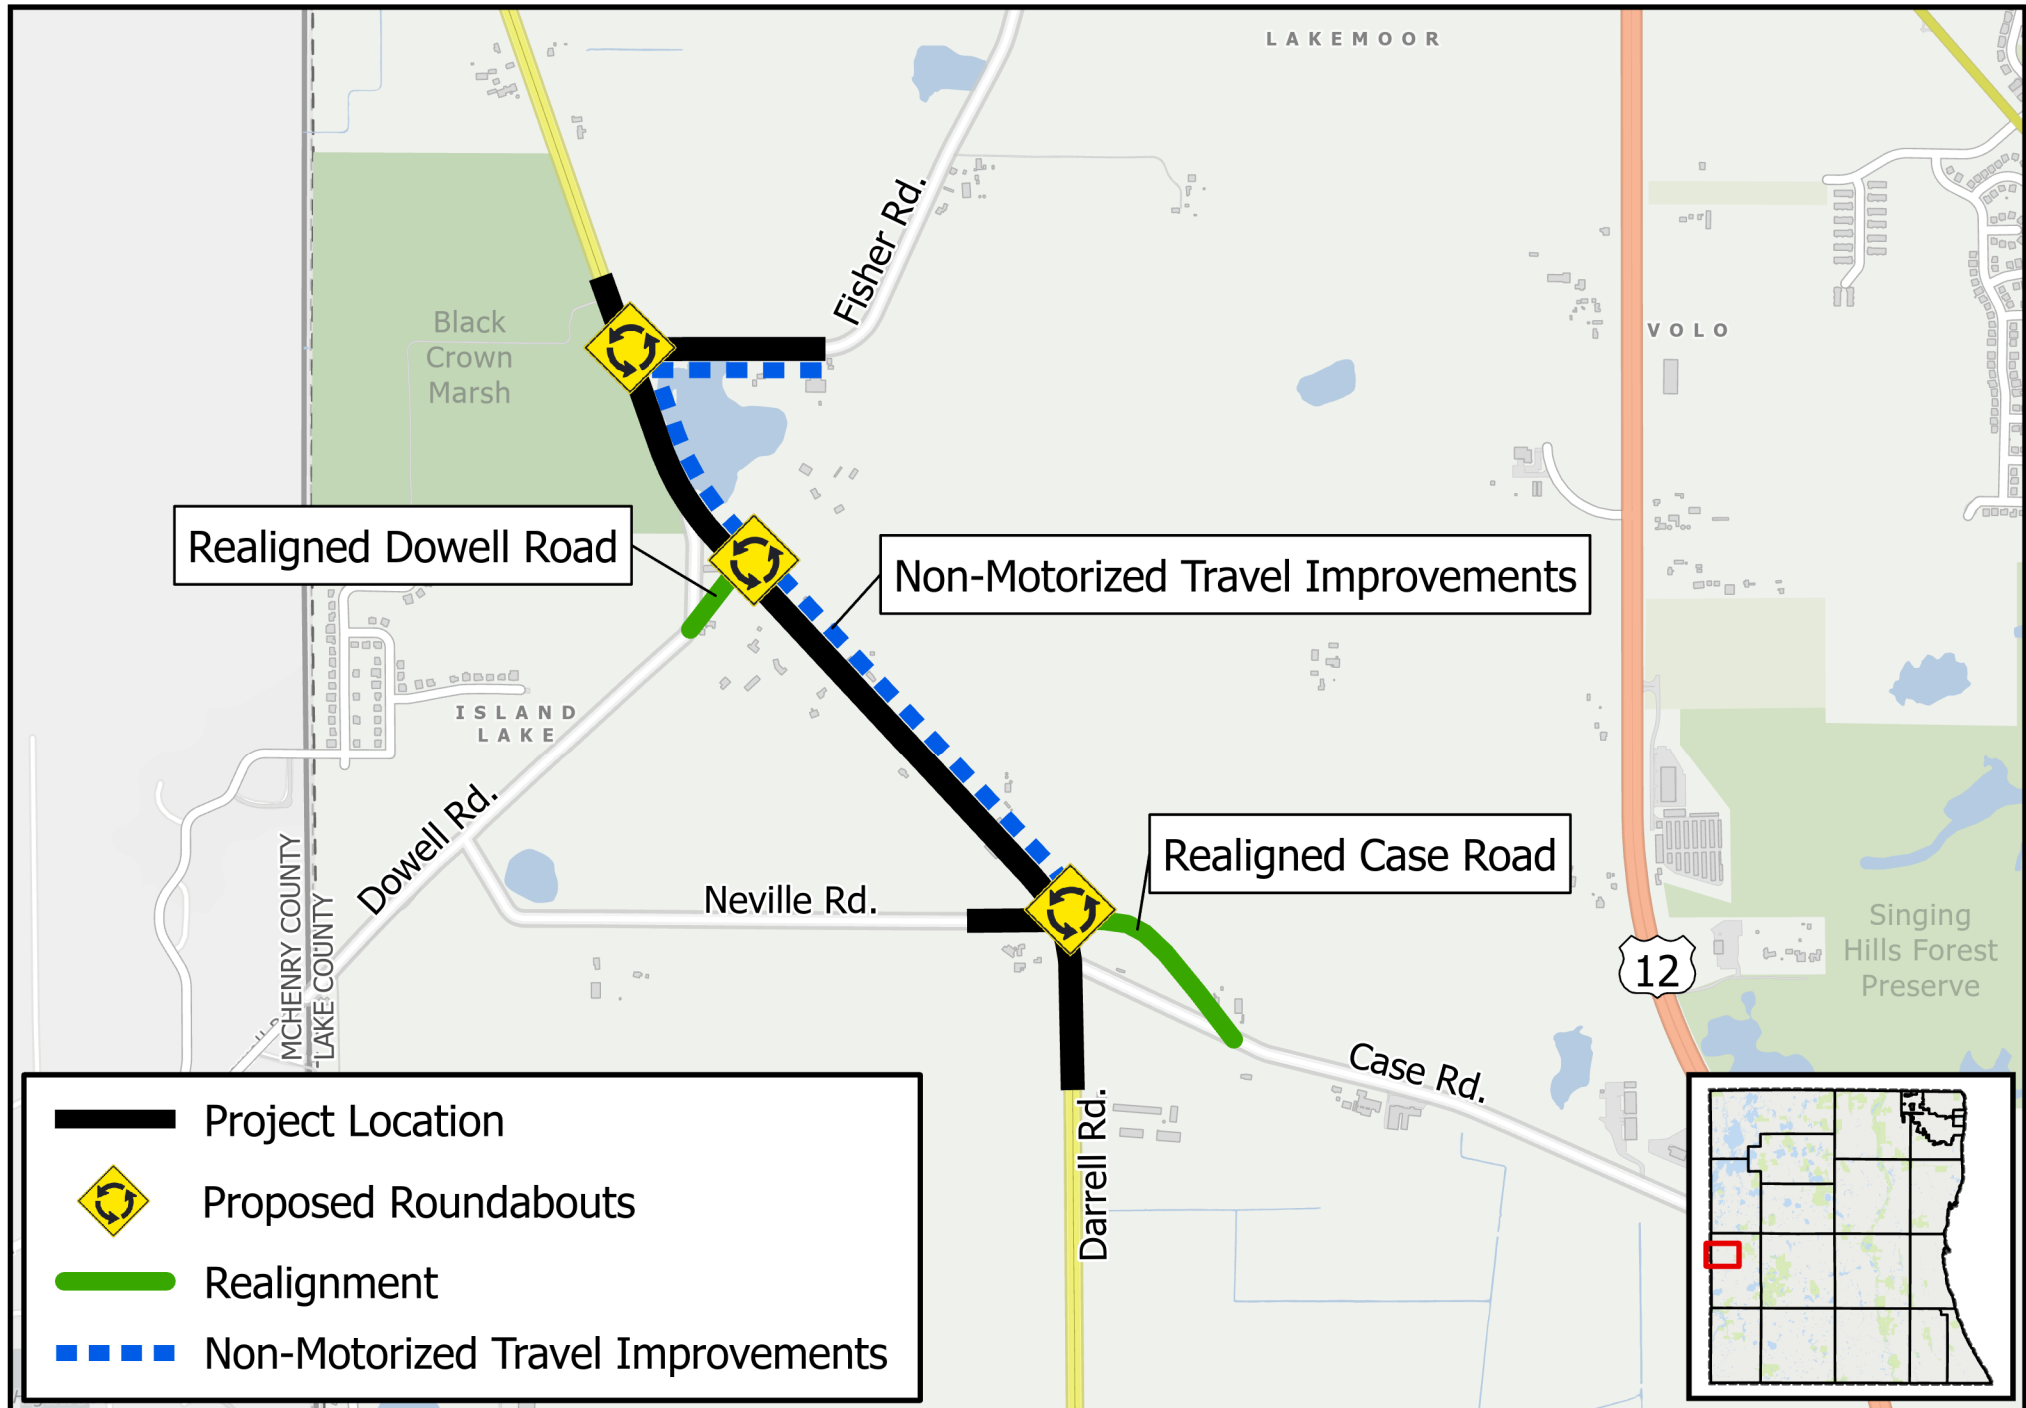 LAKEMOOR
Fisher Rd.
Black
Crown
Marsh
VOLO
Realigned Dowell Road
Non-Motorized Travel Improvements
ISLAND
LAKE
Dowell Rd.
Neville Rd.
Realigned Case Road
MCHENRY COUNTY
LAKE COUNTY
Singing
Hills Forest
Preserve
12
Case Rd.
Darrell Rd.
Project Location
Proposed Roundabouts
Realignment
Non-Motorized Travel Improvements